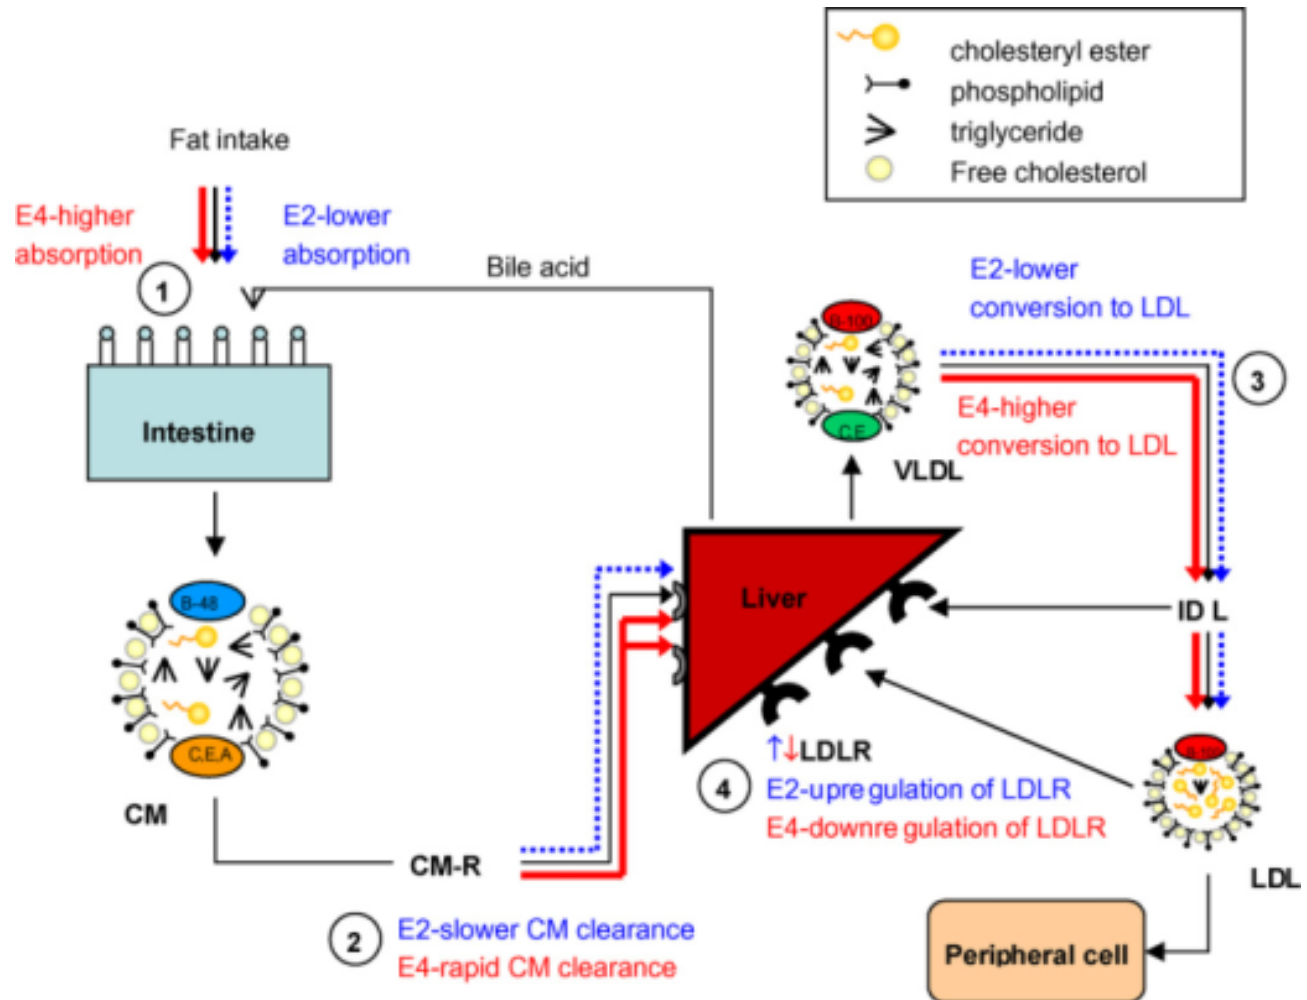 cholesteryl ester
phospholipid
triglyceride
Free cholesterol
Fat intake
E4-higher
absorption
E2-lower
absorption
1
Bile acid
Intestine
B-48
C,E,A
CM
CM-R
2
E2-slower CM clearance
E4-rapid CM clearance
Liver
B-100
C,E
VLDL
E2-lower
conversion to LDL
3
E4-higher
conversion to LDL
ID L
↑↓LDLR
4
E2-upre gulation of LDLR
E4-downre gulation of LDLR
B-100
LDL
Peripheral cell